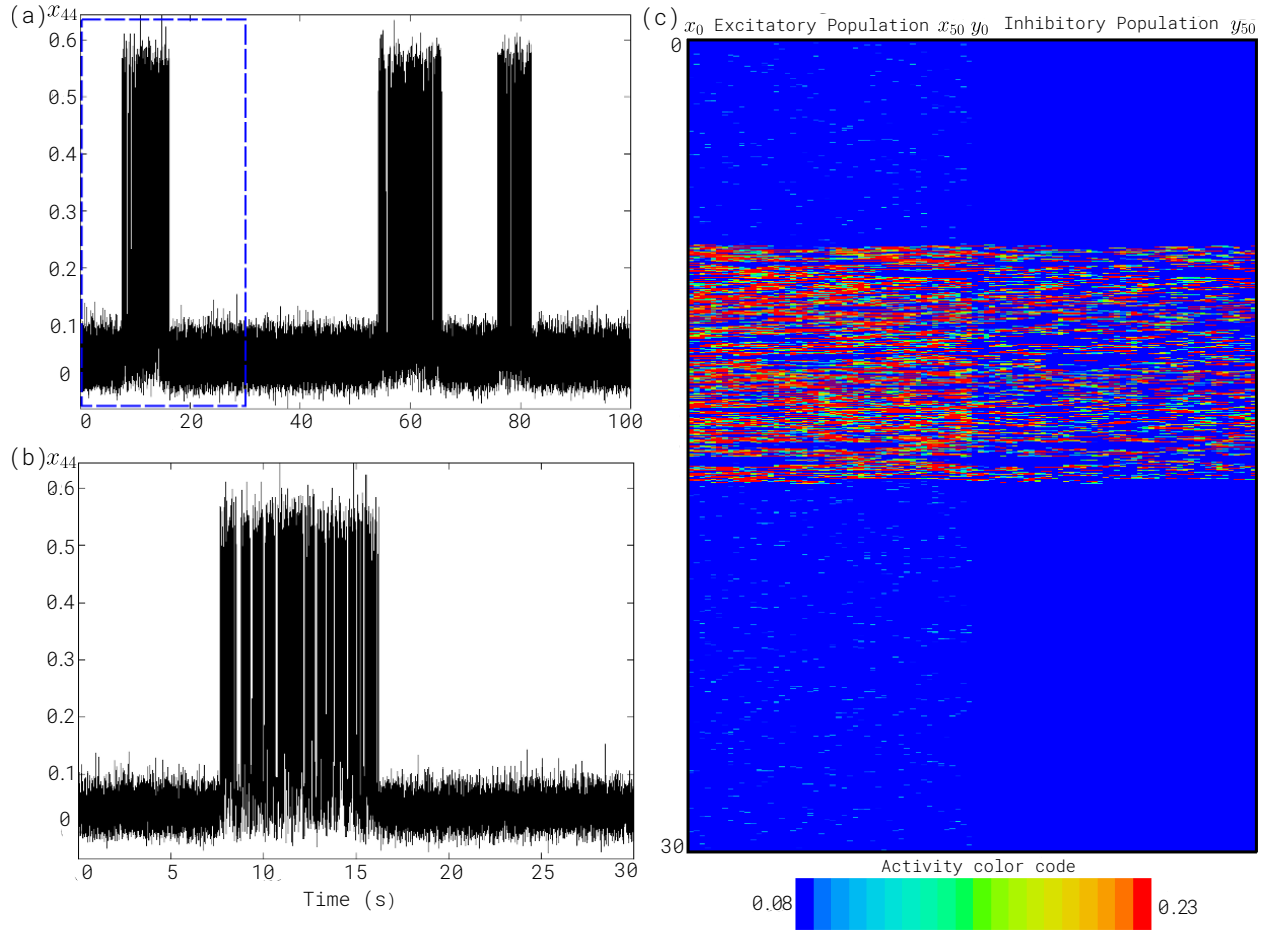 (a) x44
0.6
0.5
0.4
0.3
0.2
0.1
0
0 20 40 60 80 100
(b) x44
0.6
0.5
0.4
0.3
0.2
0.1
0
0 5 10 15 20 25 30
Time (s)
(c) x0 Excitatory Population x50 y0 Inhibitory Population y50
0
30
Activity color code
0.08 0.23